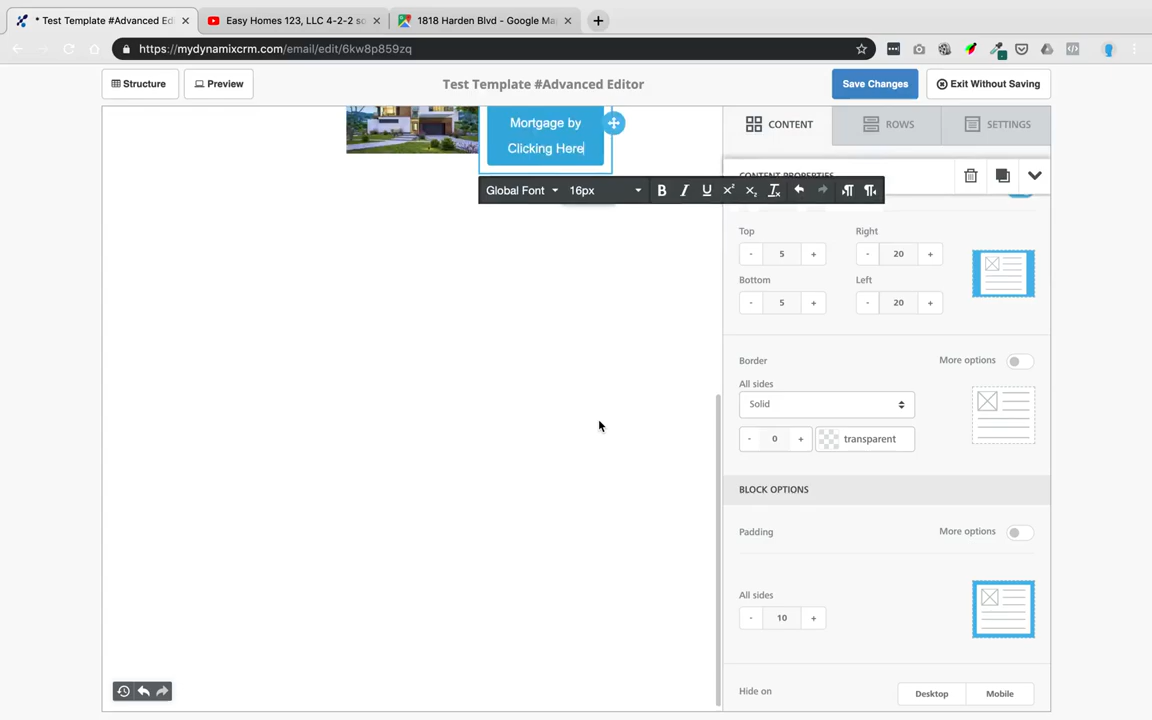 * Test Template #Advanced Edi
Easy Homes 123, LLC 4-2-2 so
1818 Harden Blvd - Google Ma
https://mydynamixcrm.com/email/edit/6kw8p859zq
Structure
Preview
Test Template #Advanced Editor
Save Changes
Exit Without Saving
CONTENT
ROWS
SETTINGS
Mortgage by
Clicking Here
CONTENT PROPERTIES
Global Font
16px
Top
Right
- 5 +
- 20 +
Bottom
Left
- 5 +
- 20 +
Border
More options
All sides
Solid
- 0 +
transparent
BLOCK OPTIONS
Padding
More options
All sides
- 10 +
Hide on
Desktop
Mobile